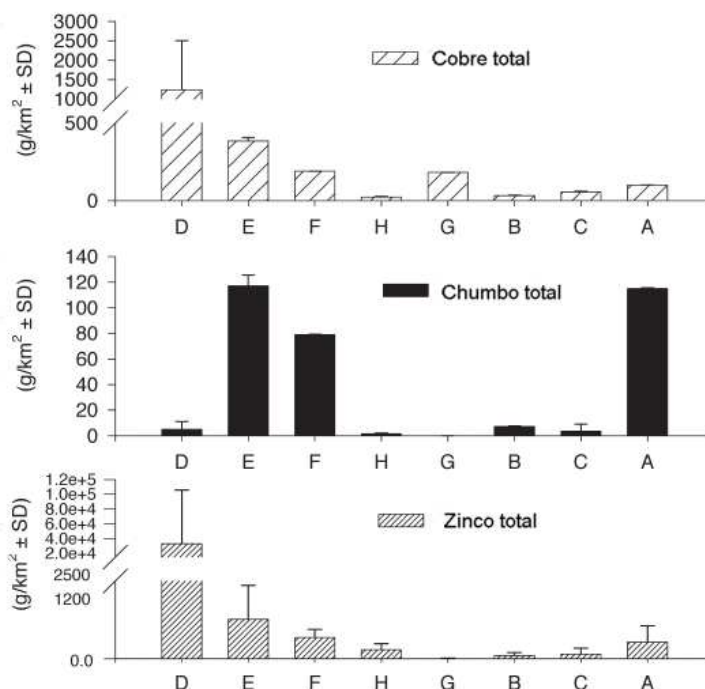 3000
2500
2000
1500
1000
500
0
(g/km² ± SD)
Cobre total
D E F H G B C A
140
120
100
80
60
40
20
0
(g/km² ± SD)
Chumbo total
D E F H G B C A
1.2e+5
1.0e+5
8.0e+4
6.0e+4
4.0e+4
2.0e+4
2500
1200
0.0
(g/km² ± SD)
Zinco total
D E F H G B C A